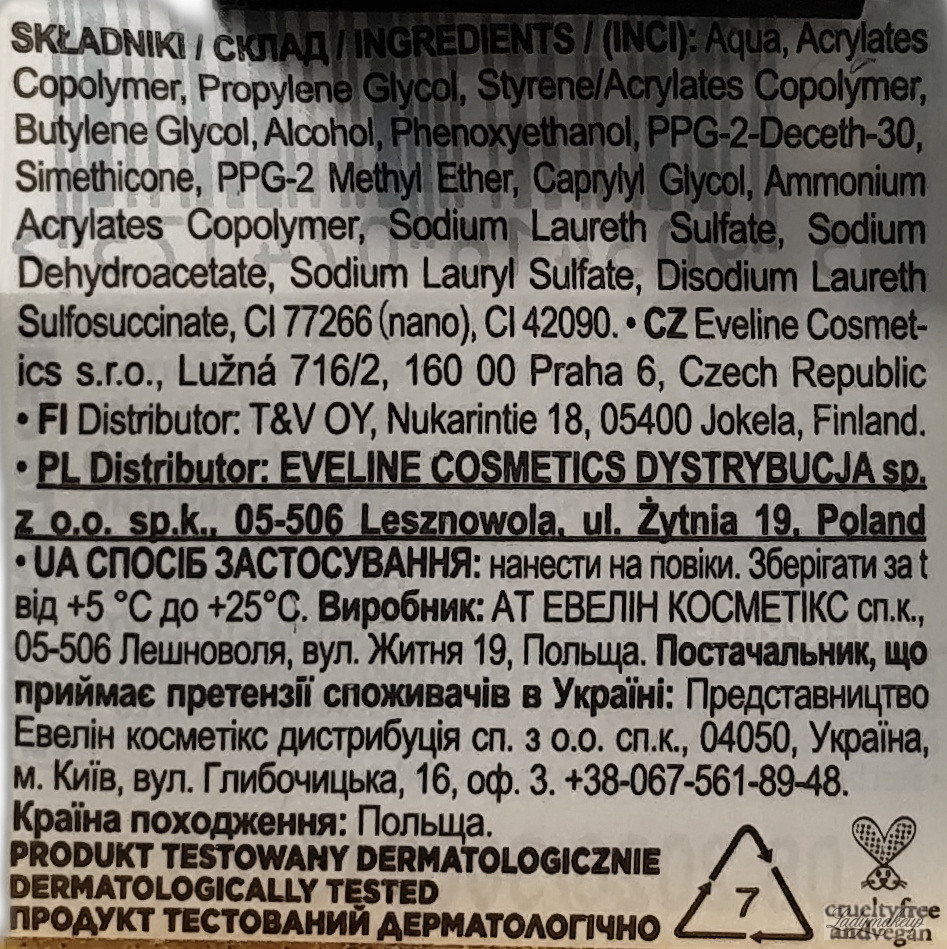 SKŁADNIKI / СКЛАД / INGREDIENTS / (INCI): Aqua, Acrylates
Copolymer, Propylene Glycol, Styrene/Acrylates Copolymer,
Butylene Glycol, Alcohol, Phenoxyethanol, PPG-2-Deceth-30,
Simethicone, PPG-2 Methyl Ether, Caprylyl Glycol, Ammonium
Acrylates Copolymer, Sodium Laureth Sulfate, Sodium
Dehydroacetate, Sodium Lauryl Sulfate, Disodium Laureth
Sulfosuccinate, CI 77266 (nano), CI 42090. • CZ Eveline Cosmet-
ics s.r.o., Lužná 716/2, 160 00 Praha 6, Czech Republic
• FI Distributor: T&V OY, Nukarintie 18, 05400 Jokela, Finland.
• PL Distributor: EVELINE COSMETICS DYSTRYBUCJA sp.
z o.o. sp.k., 05-506 Lesznowola, ul. Żytnia 19, Poland
• UA СПОСІБ ЗАСТОСУВАННЯ: нанести на повіки. Зберігати за t
від +5 °C до +25°C. Виробник: АТ ЕВЕЛІН КОСМЕТІКС сп.к.,
05-506 Лешноволя, вул. Житня 19, Польща. Постачальник, що
приймає претензії споживачів в Україні: Представництво
Евелін косметікс дистрибуція сп. з о.о. сп.к., 04050, Україна,
м. Київ, вул. Глибочицька, 16, оф. 3. +38-067-561-89-48.
Країна походження: Польща.
PRODUKT TESTOWANY DERMATOLOGICZNIE
DERMATOLOGICALLY TESTED
ПРОДУКТ ТЕСТОВАНИЙ ДЕРМАТОЛОГІЧНО
7
crueltyfree
andvegan
Ladymakeup